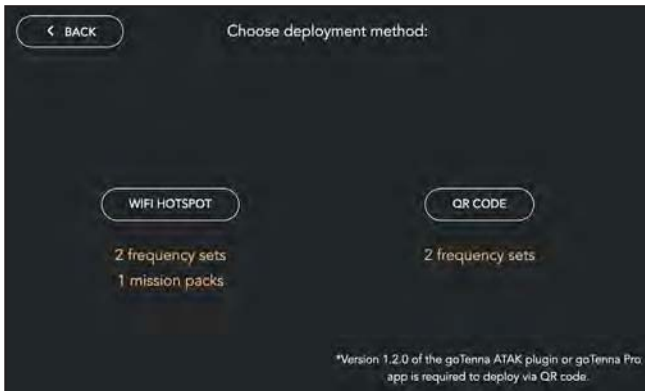 BACK
Choose deployment method:
WIFI HOTSPOT
QR CODE
2 frequency sets
1 mission packs
2 frequency sets
*Version 1.2.0 of the goTenna ATAK plugin or goTenna Pro
app is required to deploy via QR code.